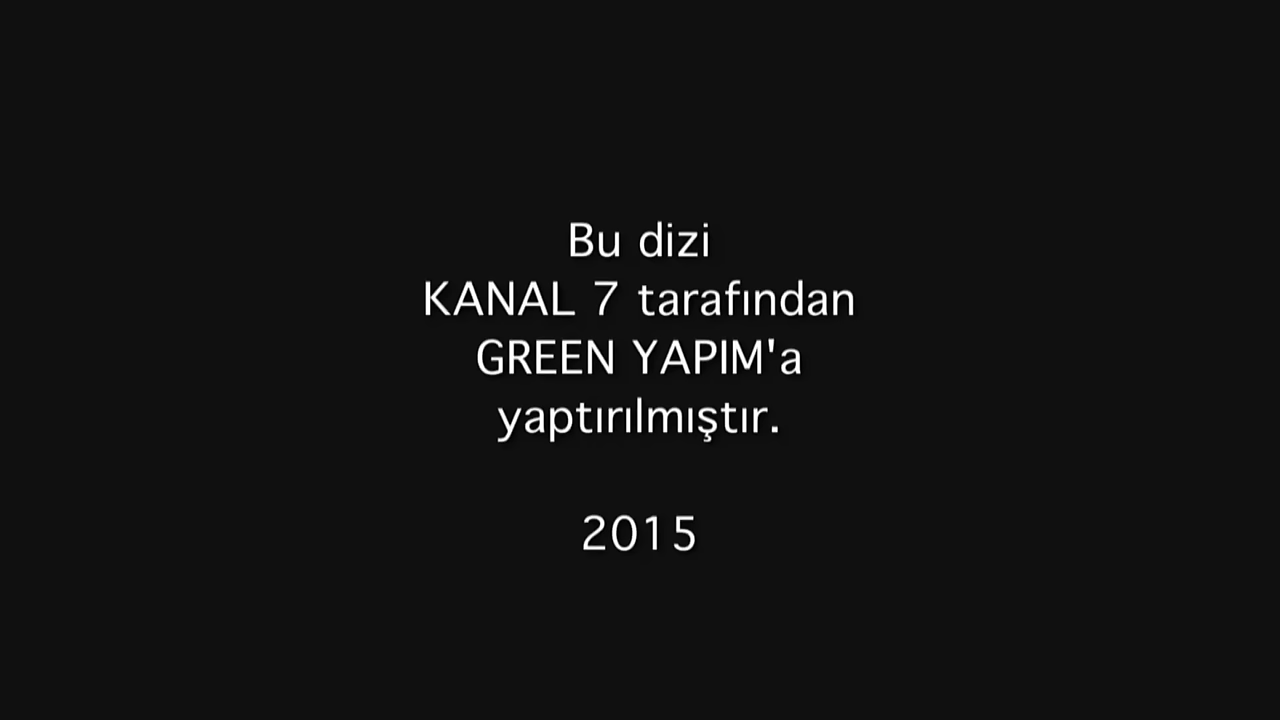 Bu dizi
KANAL 7 tarafından
GREEN YAPIM'a
yaptırılmıştır.
2015